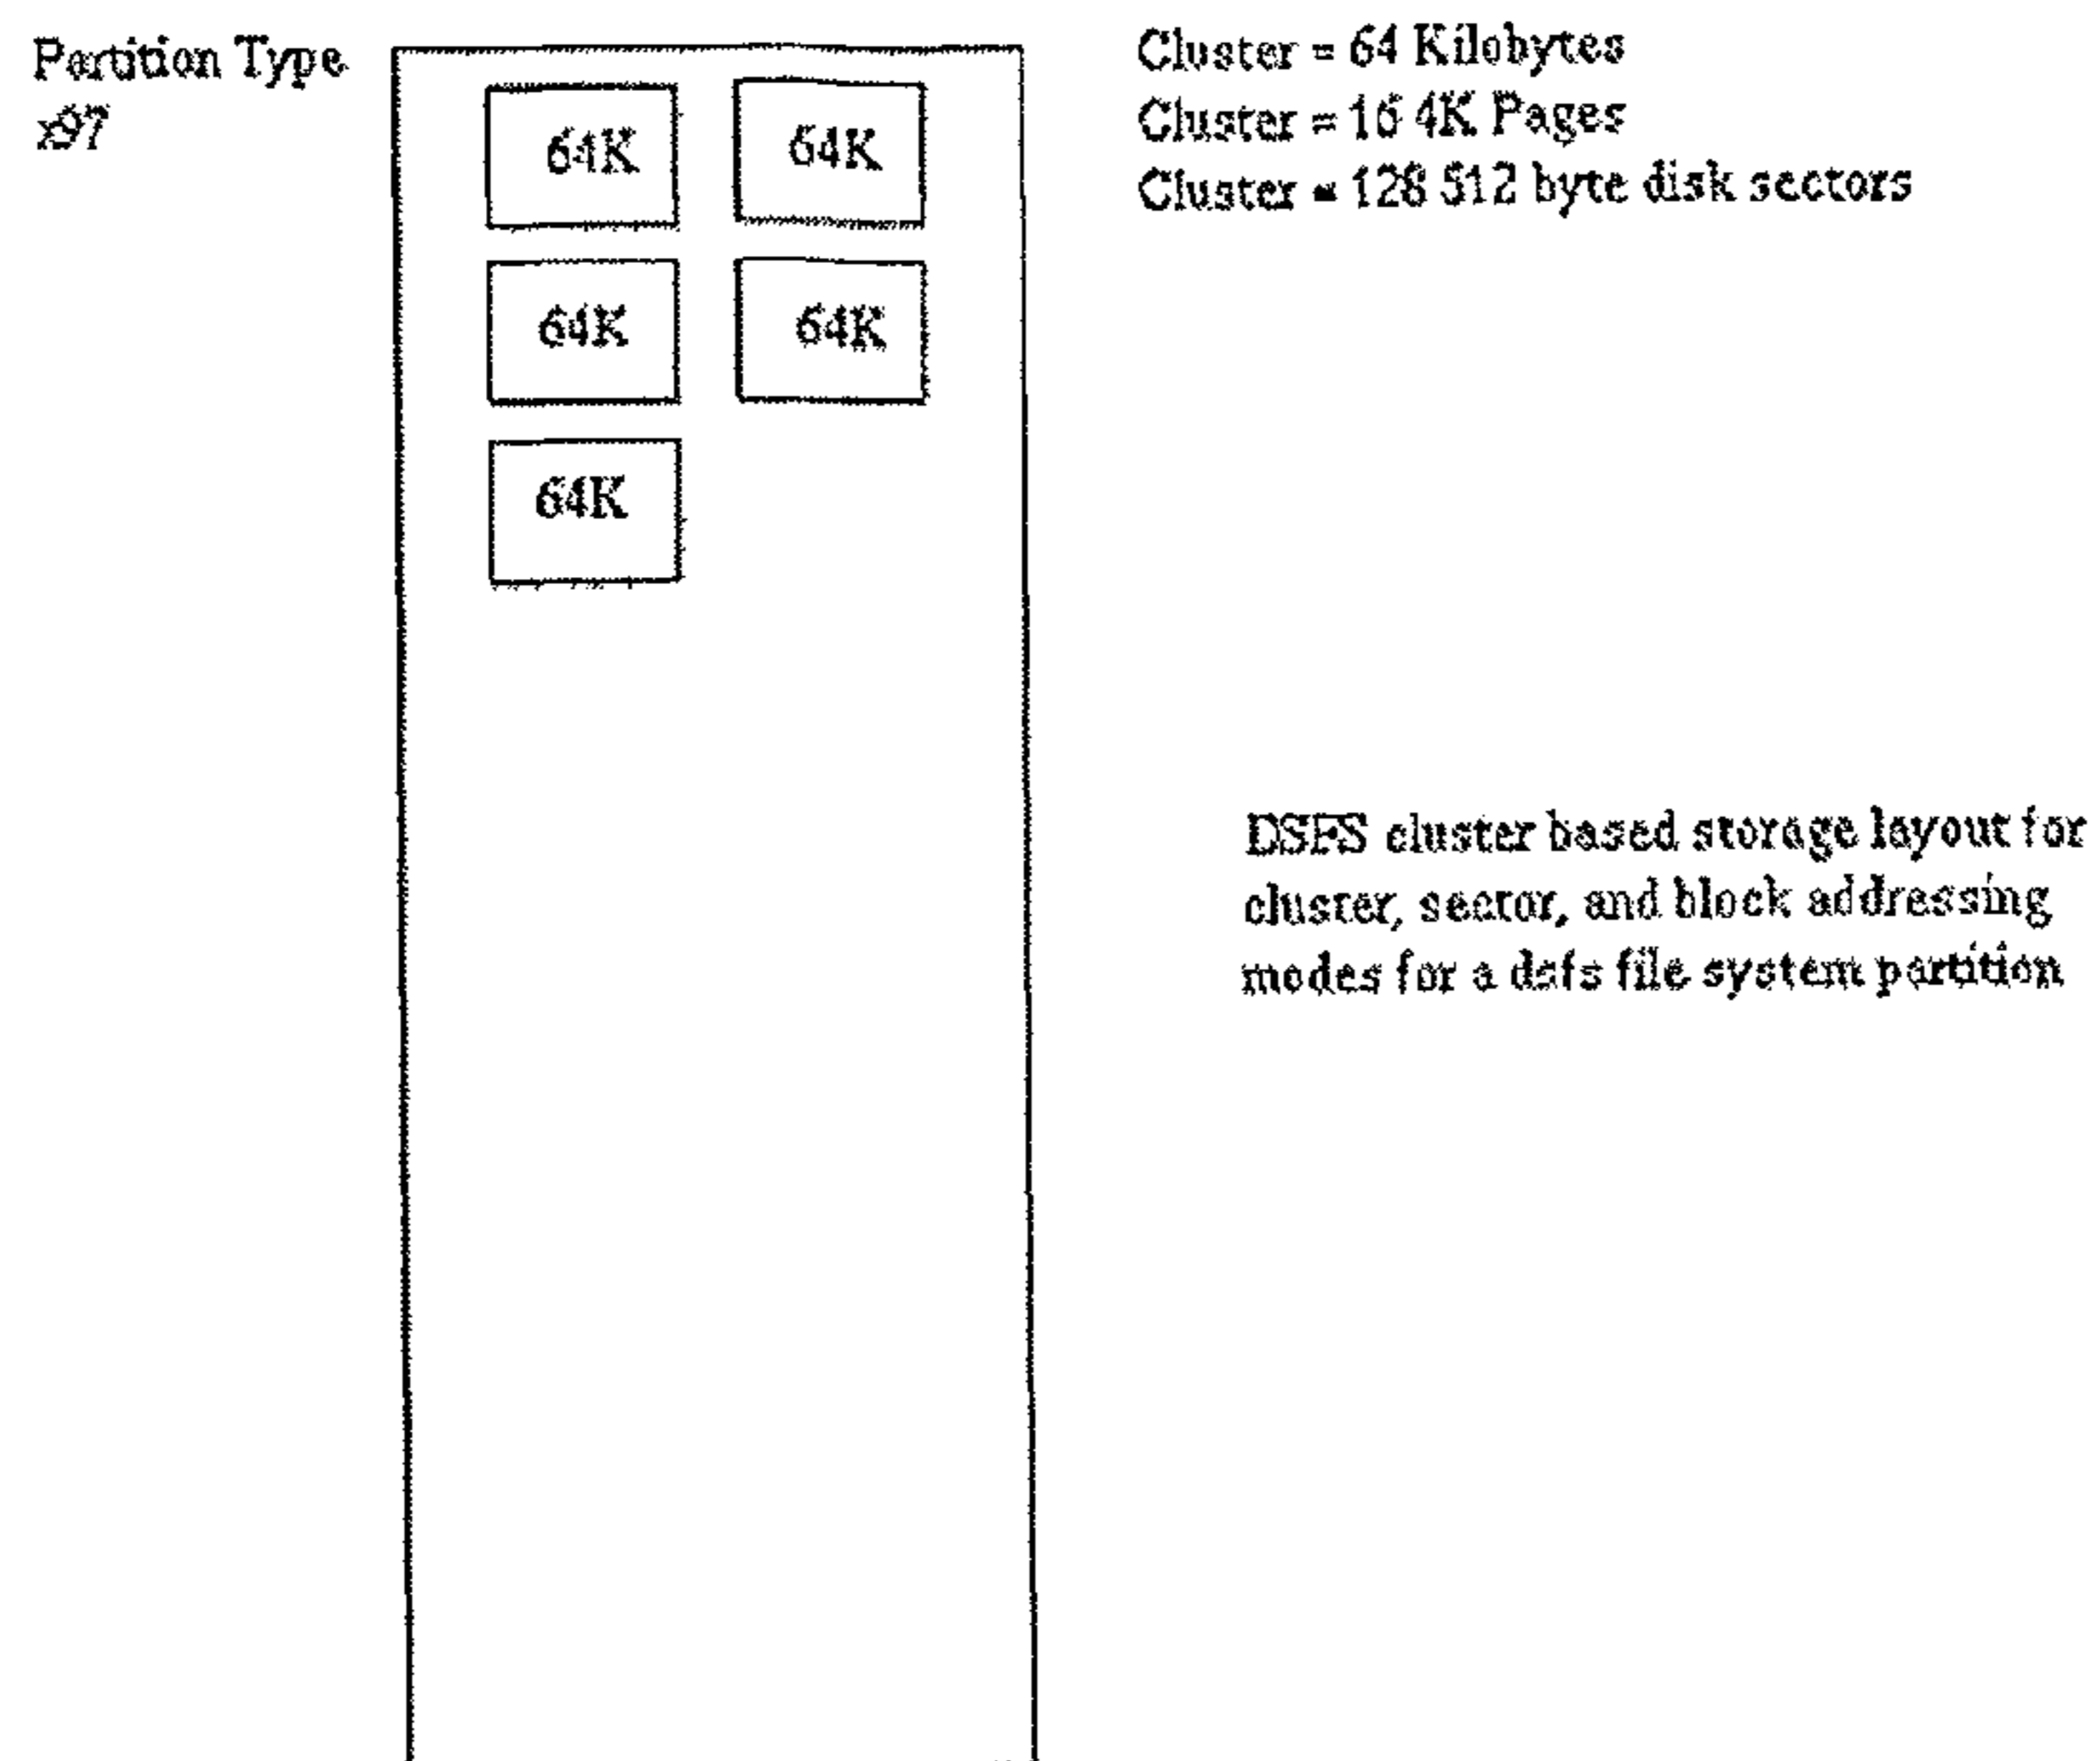 Partition Type
x97
64K
64K
64K
64K
64K
Cluster = 64 Kilobytes
Cluster = 16 4K Pages
Cluster = 128 512 byte disk sectors
DSFS cluster based storage layout for
cluster, sector, and block addressing
modes for a dsfs file system partition